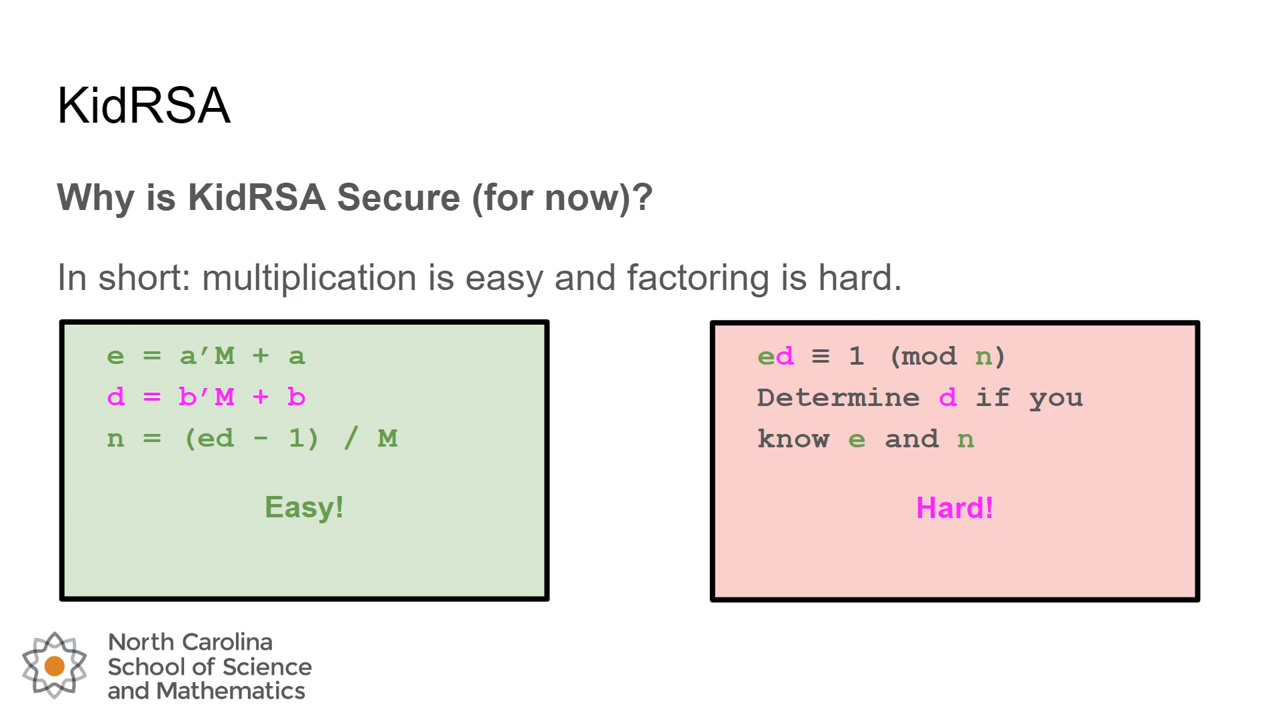 KidRSA
Why is KidRSA Secure (for now)?
In short: multiplication is easy and factoring is hard.
e = a’M + a
d = b’M + b
n = (ed - 1) / M
Easy!
ed ≡ 1 (mod n)
Determine d if you
know e and n
Hard!
North Carolina
School of Science
and Mathematics